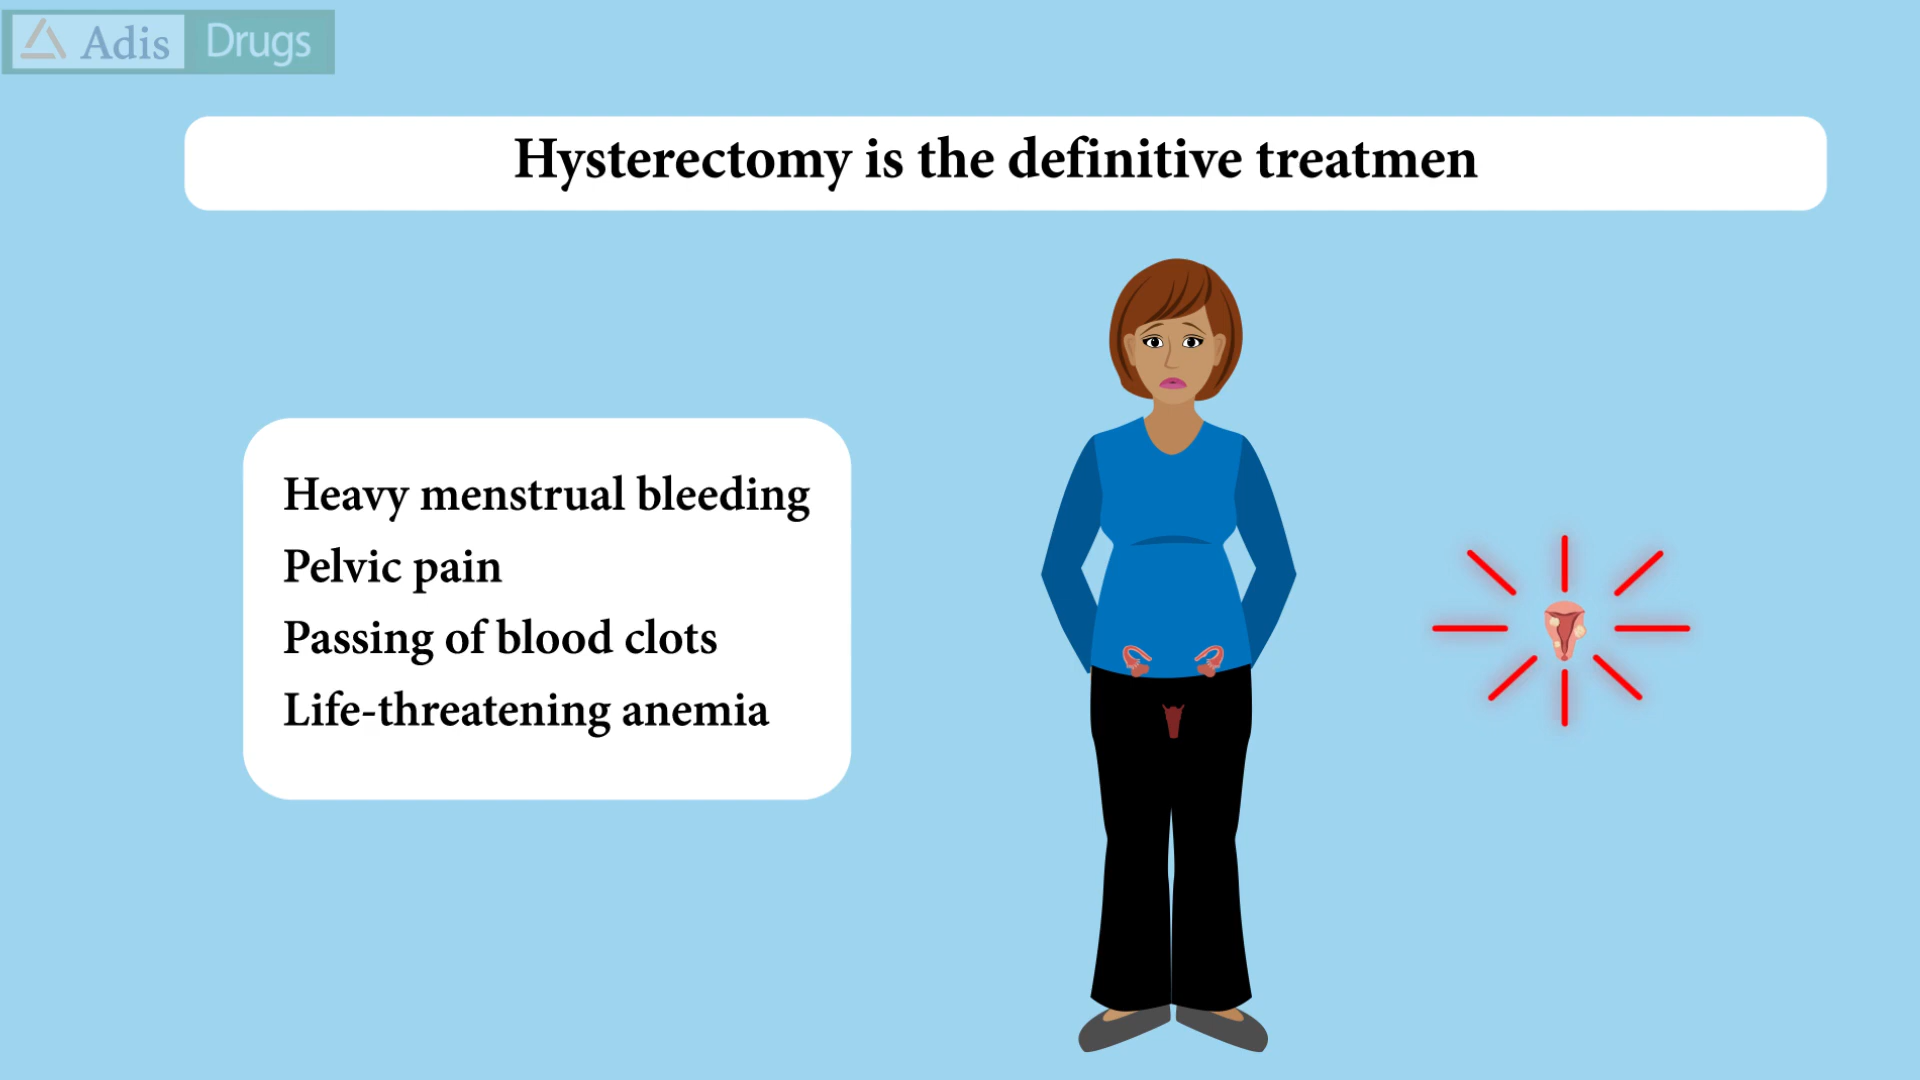 Adis Drugs
Hysterectomy is the definitive treatmen
Heavy menstrual bleeding
Pelvic pain
Passing of blood clots
Life-threatening anemia